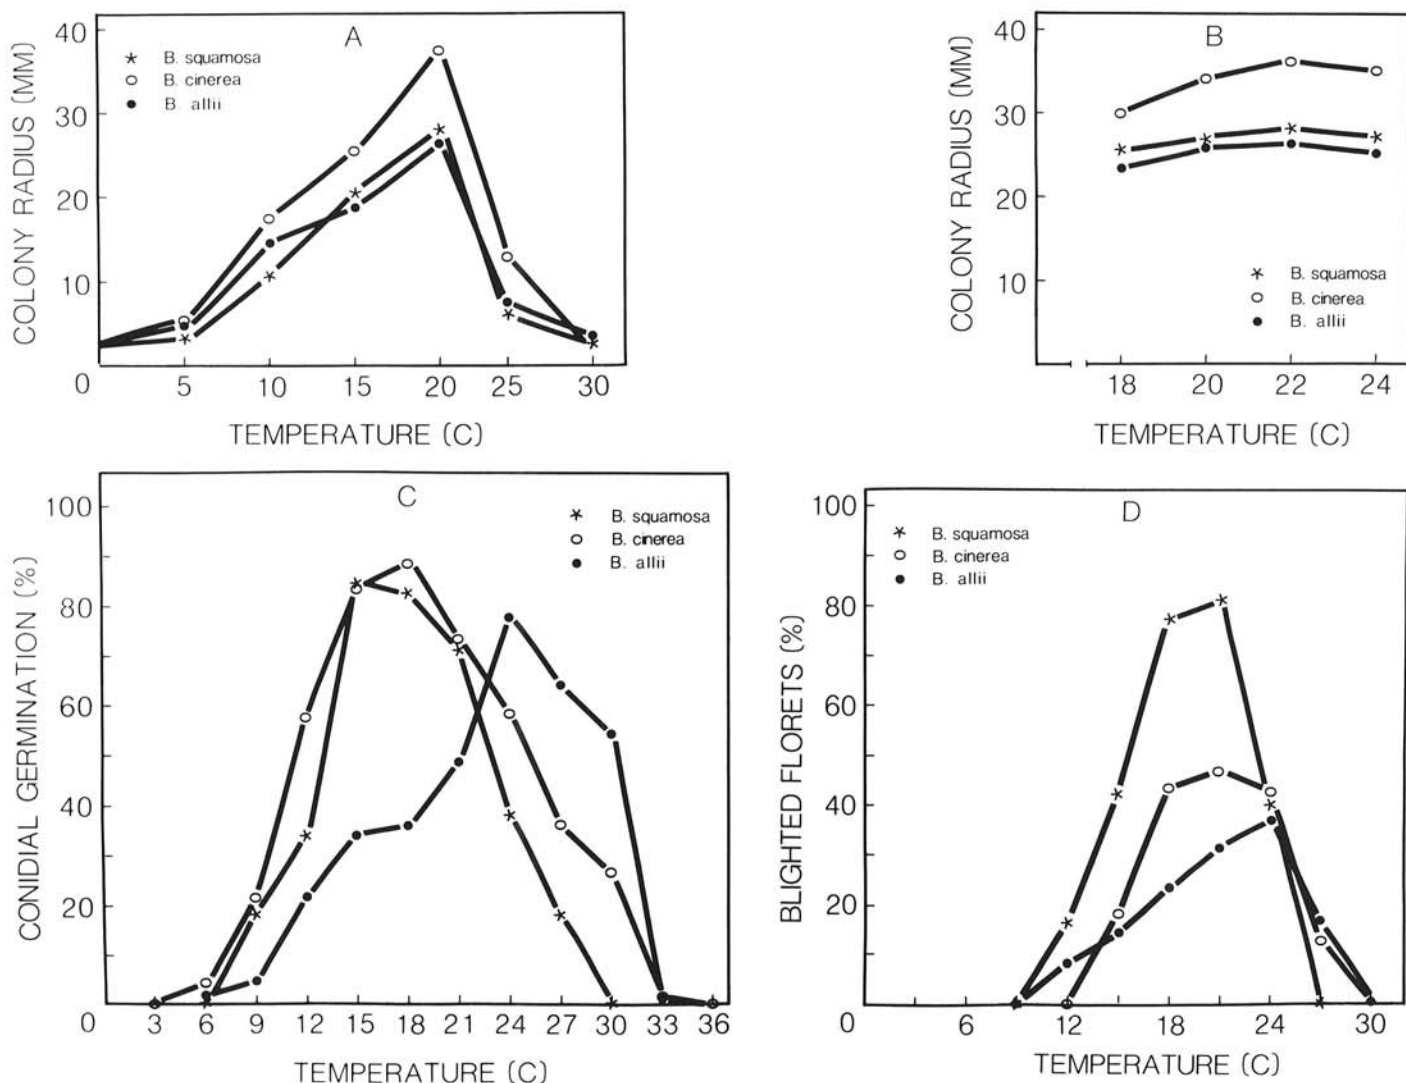 A
COLONY RADIUS (MM)
40
30
20
10
0
B. squamosa
B. cinerea
B. allii
5 10 15 20 25 30
TEMPERATURE (C)
B
COLONY RADIUS (MM)
40
30
20
10
B. squamosa
B. cinerea
B. allii
18 20 22 24
TEMPERATURE (C)
C
CONIDIAL GERMINATION (%)
100
80
60
40
20
0
B. squamosa
B. cinerea
B. allii
3 6 9 12 15 18 21 24 27 30 33 36
TEMPERATURE (C)
D
BLIGHTED FLORETS (%)
100
80
60
40
20
0
B. squamosa
B. cinerea
B. allii
6 12 18 24 30
TEMPERATURE (C)